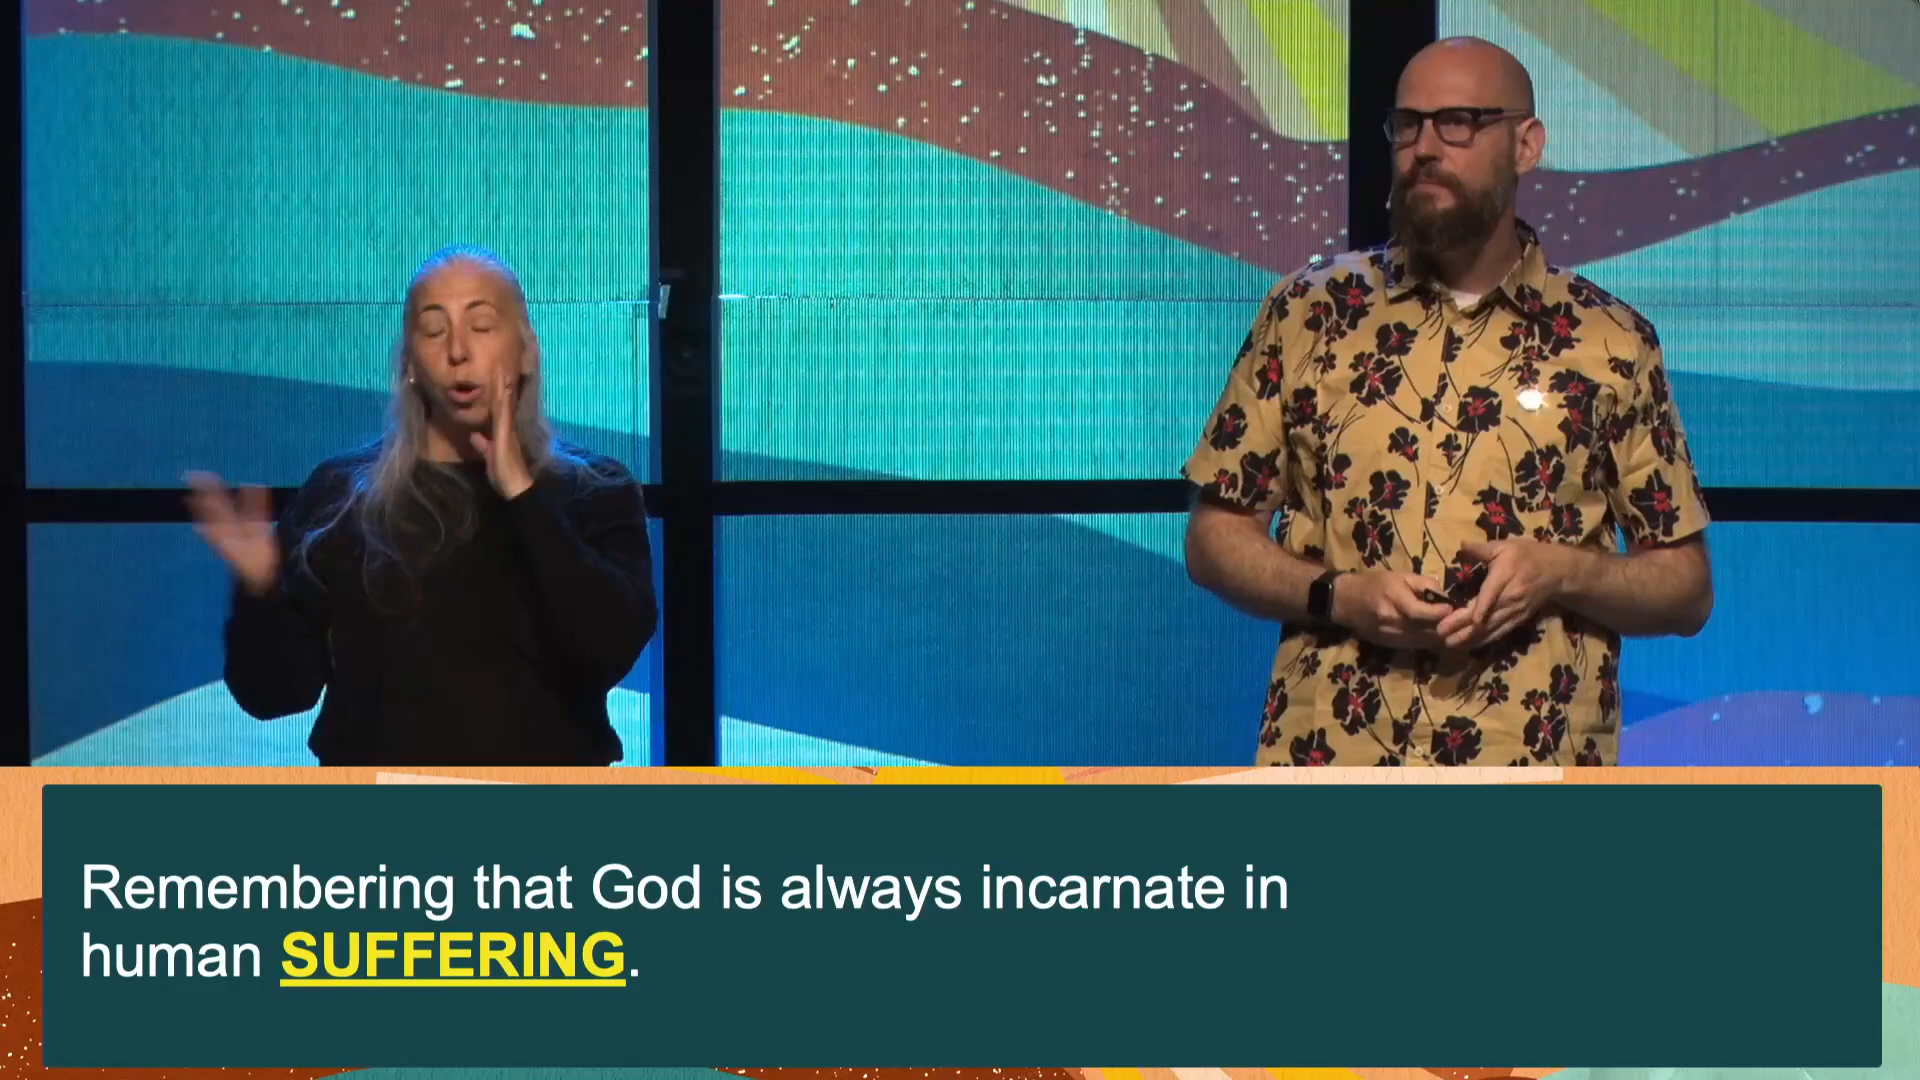 Remembering that God is always incarnate in
human SUFFERING.